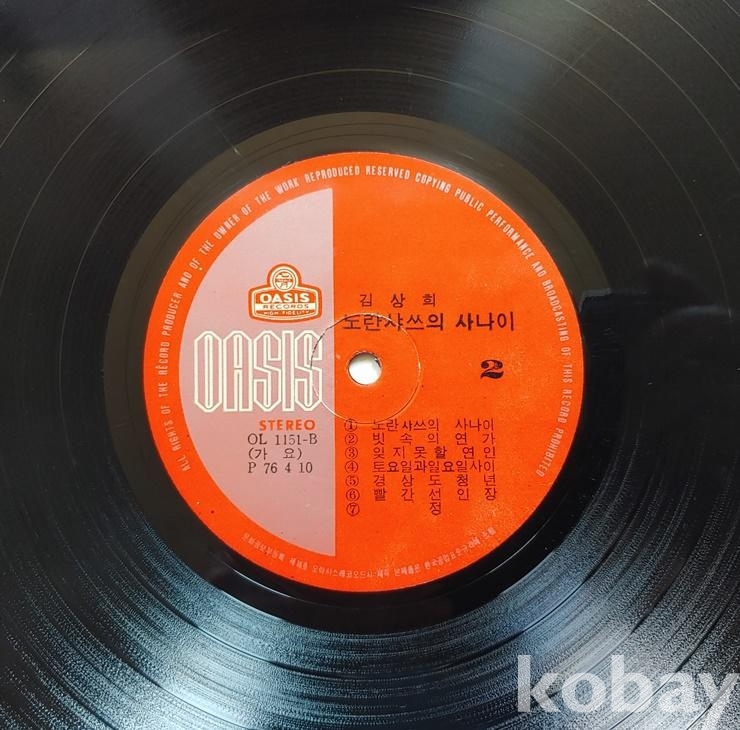 ALL RIGHTS OF THE RECORD PRODUCER AND OF THE OWNER OF THE WORK REPRODUCED RESERVED COPYING PUBLIC PERFORMANCE AND BROADCASTING OF THIS RECORD PROHIBITED
OASIS
RECORDS
HIGH FIDELITY
OASIS
김상희
노란샤쓰의 사나이
2
STEREO
OL 1151-B
(가 요)
P 76 4 10
① 노란샤쓰의사나이
② 빗속의연가
③ 잊지못할연인
④ 토요일과일요일사이
⑤ 경상도청년
⑥ 빨간선인장
⑦ 정
kobay